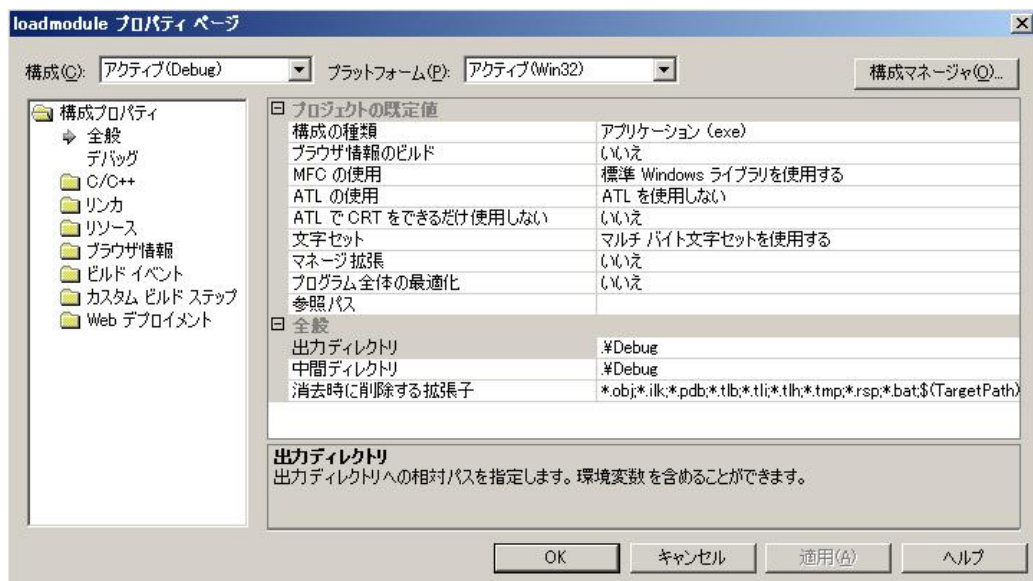 loadmodule プロパティ ページ
構成(C): アクティブ(Debug) プラットフォーム(P): アクティブ(Win32) 構成マネージャ(O)...
構成プロパティ
全般
デバッグ
C/C++
リンカ
リソース
ブラウザ情報
ビルド イベント
カスタム ビルド ステップ
Web デプロイメント
プロジェクトの既定値
構成の種類 アプリケーション (exe)
ブラウザ情報のビルド いいえ
MFC の使用 標準 Windows ライブラリを使用する
ATL の使用 ATL を使用しない
ATL で CRT をできるだけ使用しない いいえ
文字セット マルチ バイト文字セットを使用する
マネージ拡張 いいえ
プログラム全体の最適化 いいえ
参照パス
全般
出力ディレクトリ .¥Debug
中間ディレクトリ .¥Debug
消去時に削除する拡張子 *.obj;*.ilk;*.pdb;*.tlb;*.tli;*.tlh;*.tmp;*.rsp;*.bat;$(TargetPath)
出力ディレクトリ
出力ディレクトリへの相対パスを指定します。環境変数を含めることができます。
OK キャンセル 適用(A) ヘルプ